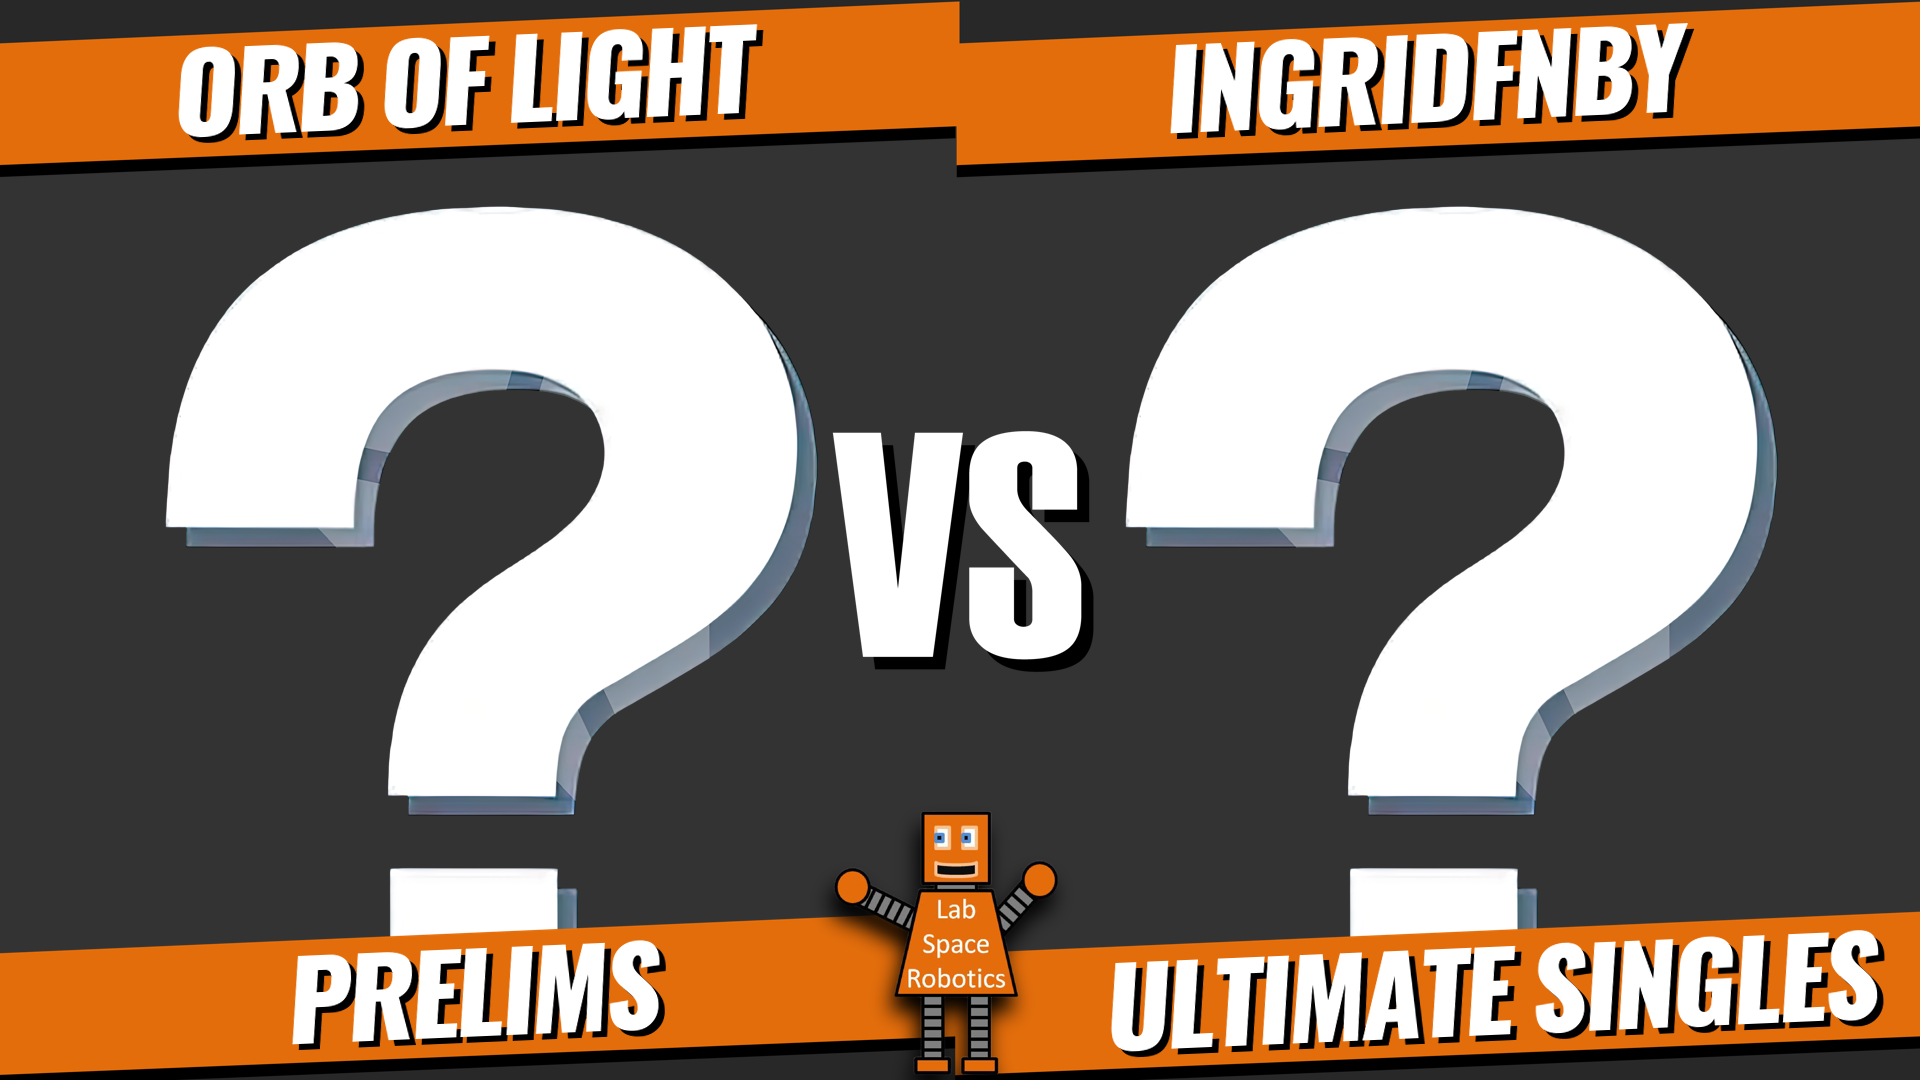 ORB OF LIGHT
INGRIDFNBY
?
VS
?
Lab
Space
Robotics
PRELIMS
ULTIMATE SINGLES